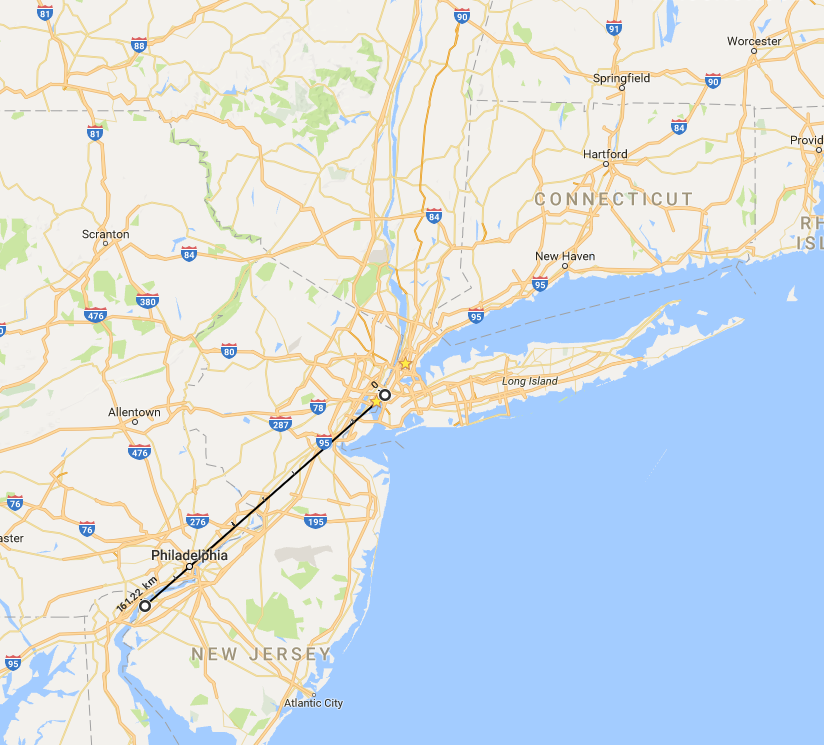 81
90
91
88
Worcester
Springfield
90
81
84
Hartford
Provid
CONNECTICUT
84
RH
ISL
Scranton
84
New Haven
95
380
476
95
80
0
Long Island
78
Allentown
287
95
476
76
276
195
76
aster
Philadelphia
161.22 km
NEW JERSEY
95
Atlantic City